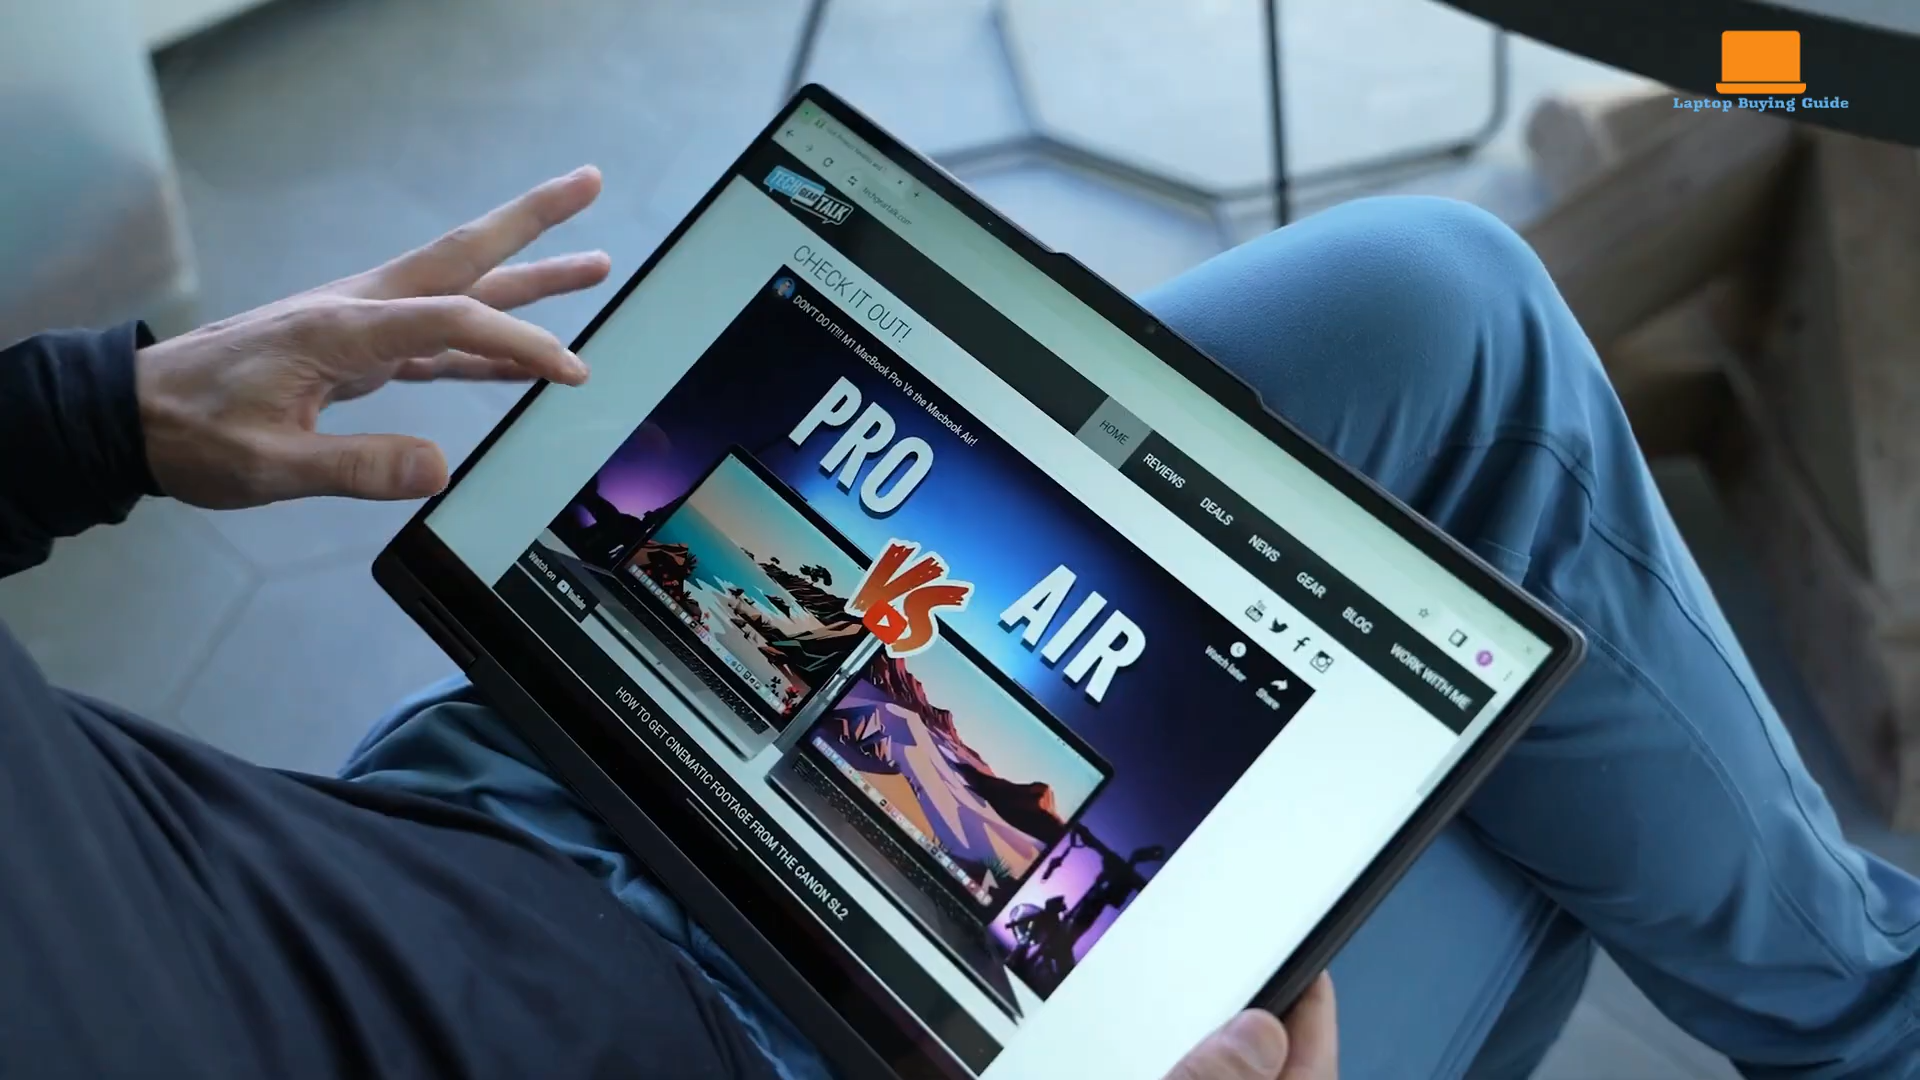 Laptop Buying Guide
techgeartalk.com
TECH
GEAR
TALK
CHECK IT OUT!
HOME
REVIEWS
DEALS
NEWS
GEAR
BLOG
WORK WITH ME
DON'T DO IT!!! M1 MacBook Pro Vs the Macbook Air!
Watch later
Share
PRO
VS
AIR
Watch on
YouTube
HOW TO GET CINEMATIC FOOTAGE FROM THE CANON SL2